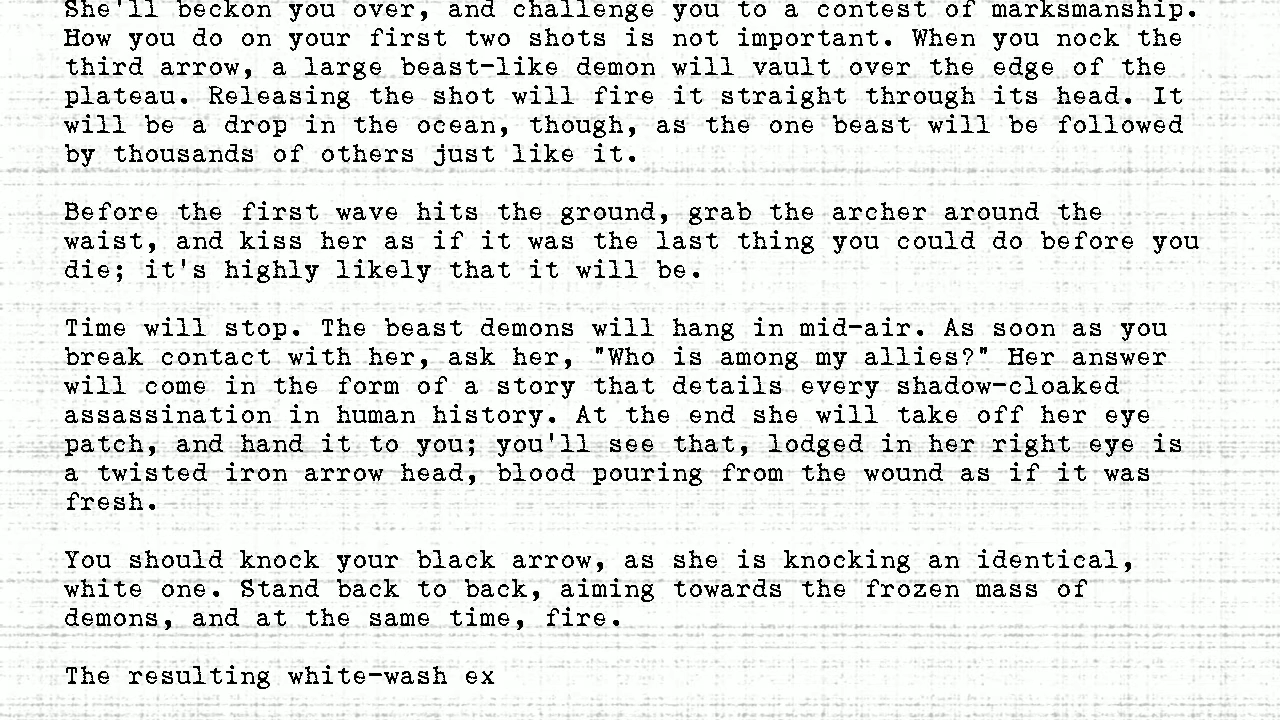 She'll beckon you over, and challenge you to a contest of marksmanship.
How you do on your first two shots is not important. When you nock the
third arrow, a large beast-like demon will vault over the edge of the
plateau. Releasing the shot will fire it straight through its head. It
will be a drop in the ocean, though, as the one beast will be followed
by thousands of others just like it.
Before the first wave hits the ground, grab the archer around the
waist, and kiss her as if it was the last thing you could do before you
die; it's highly likely that it will be.
Time will stop. The beast demons will hang in mid-air. As soon as you
break contact with her, ask her, "Who is among my allies?" Her answer
will come in the form of a story that details every shadow-cloaked
assassination in human history. At the end she will take off her eye
patch, and hand it to you; you'll see that, lodged in her right eye is
a twisted iron arrow head, blood pouring from the wound as if it was
fresh.
You should knock your black arrow, as she is knocking an identical,
white one. Stand back to back, aiming towards the frozen mass of
demons, and at the same time, fire.
The resulting white-wash ex